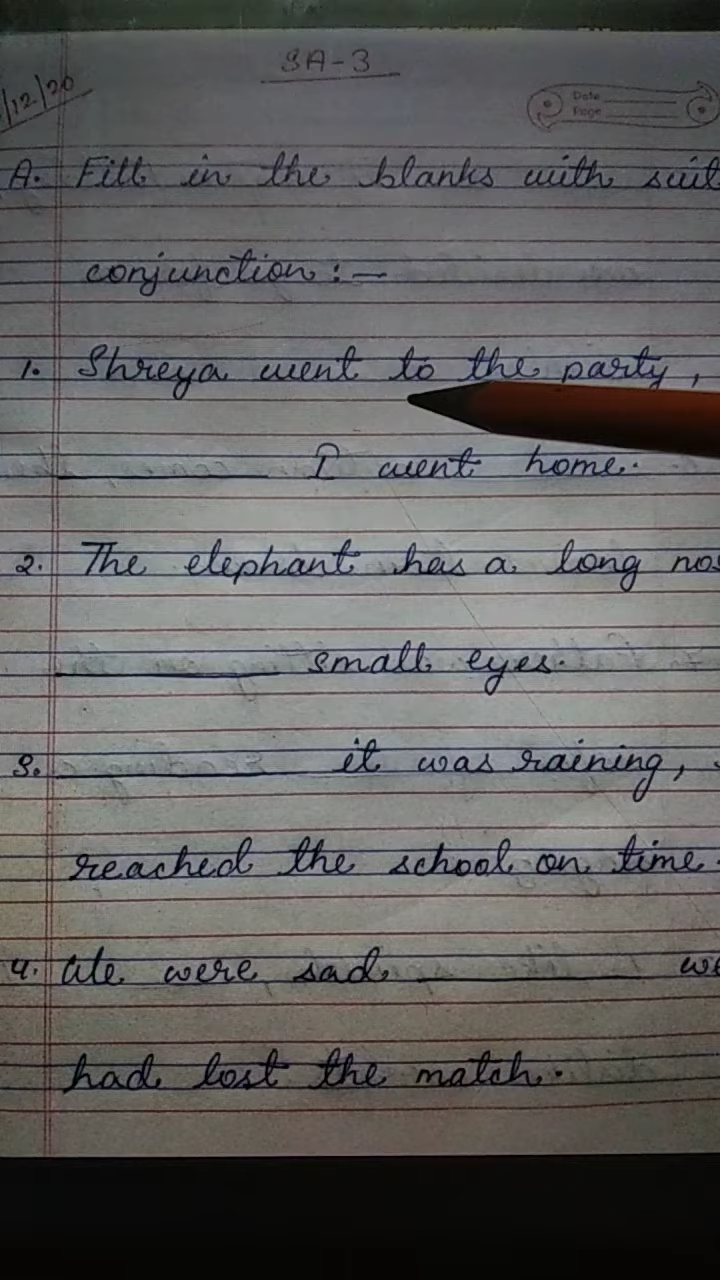 SA-3
/12/20
Date
Page
A. Fill in the blanks with suit
conjunction :-
1. Shreya went to the party,
I went home.
2. The elephant has a long nos
small eyes.
3. it was raining,
reached the school on time.
4. We were sad we
had lost the match.